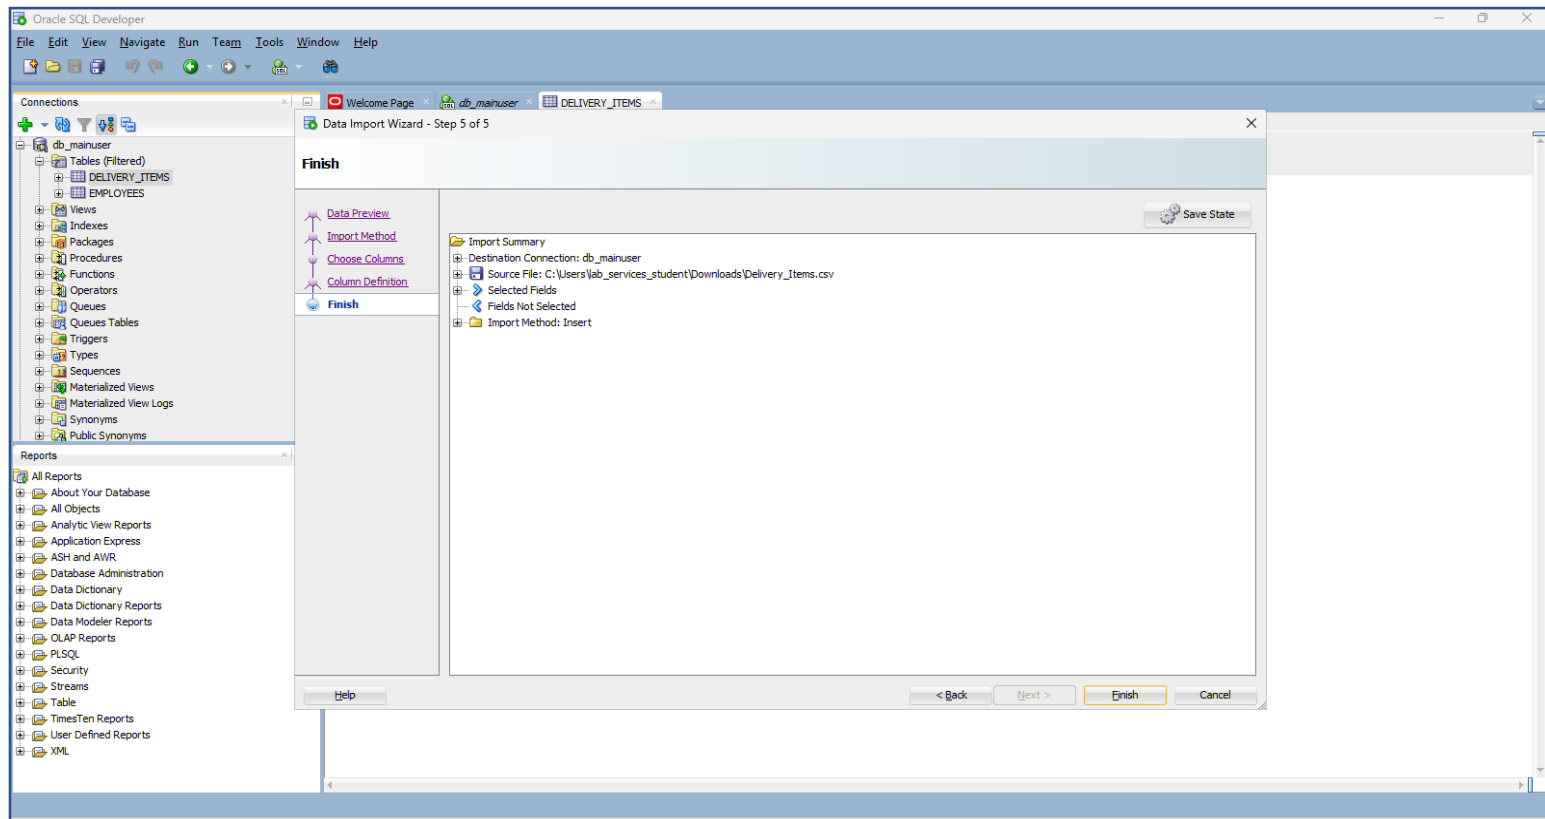 Oracle SQL Developer
File Edit View Navigate Run Team Tools Window Help
Connections
Welcome Page
db_mainuser
DELIVERY_ITEMS
db_mainuser
Tables (Filtered)
DELIVERY_ITEMS
EMPLOYEES
Views
Indexes
Packages
Procedures
Functions
Operators
Queues
Queues Tables
Triggers
Types
Sequences
Materialized Views
Materialized View Logs
Synonyms
Public Synonyms
Reports
All Reports
About Your Database
All Objects
Analytic View Reports
Application Express
ASH and AWR
Database Administration
Data Dictionary
Data Dictionary Reports
Data Modeler Reports
OLAP Reports
PLSQL
Security
Streams
Table
TimesTen Reports
User Defined Reports
XML
Data Import Wizard - Step 5 of 5
Finish
Data Preview
Import Method
Choose Columns
Column Definition
Finish
Save State
Import Summary
Destination Connection: db_mainuser
Source File: C:\Users\lab_services_student\Downloads\Delivery_Items.csv
Selected Fields
Fields Not Selected
Import Method: Insert
Help
< Back
Next >
Finish
Cancel